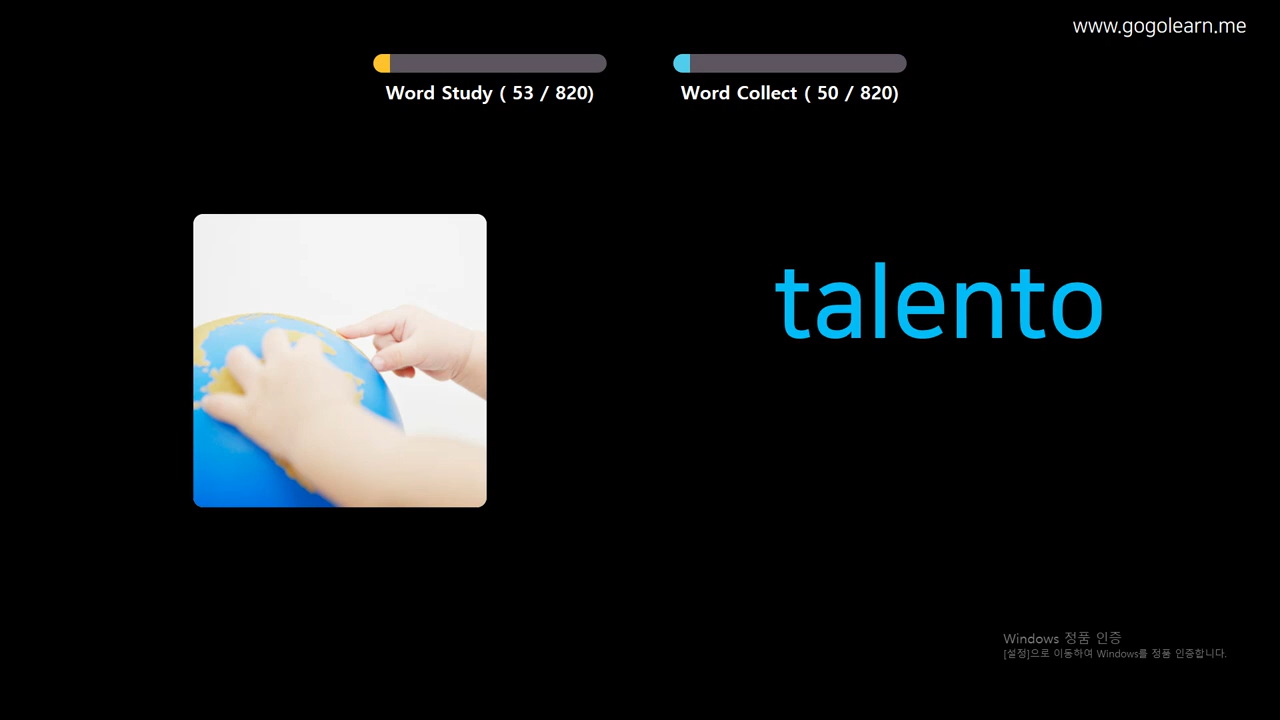 www.gogolearn.me
Word Study ( 53 / 820)
Word Collect ( 50 / 820)
talento
Windows 정품 인증
[설정]으로 이동하여 Windows를 정품 인증합니다.